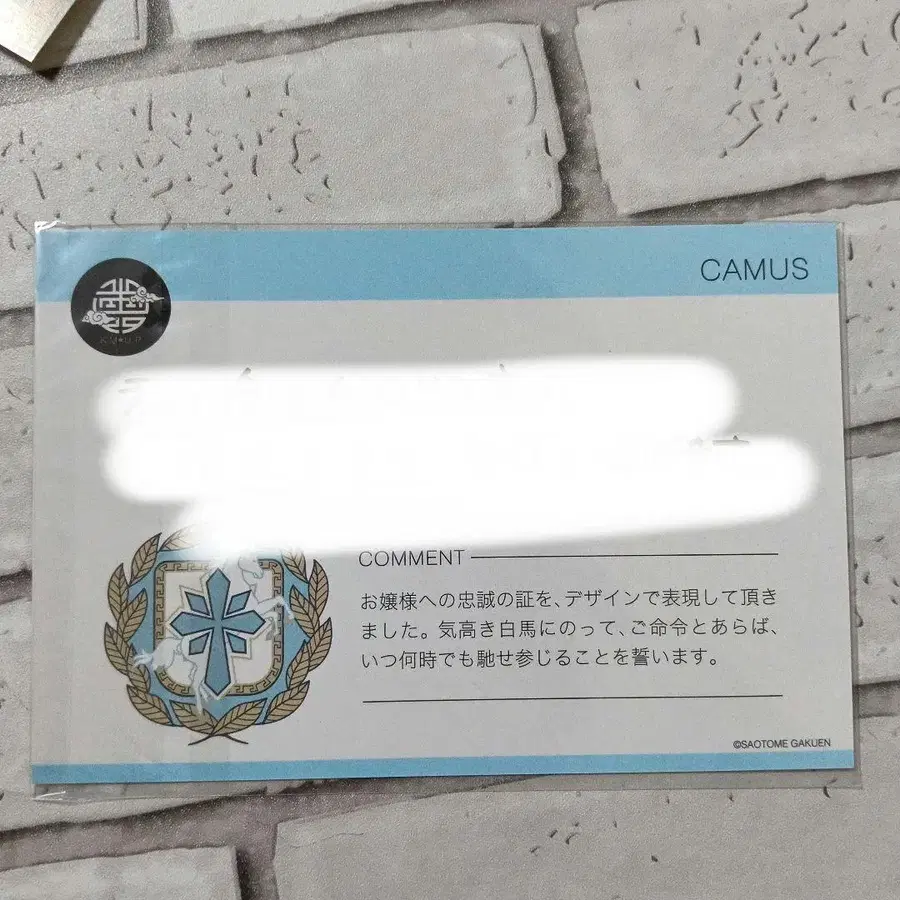 CAMUS
COMMENT
お嬢様への忠誠の証を、デザインで表現して頂き
ました。気高き白馬にのって、ご命令とあらば、
いつ何時でも馳せ参じることを誓います。
©SAOTOME GAKUEN